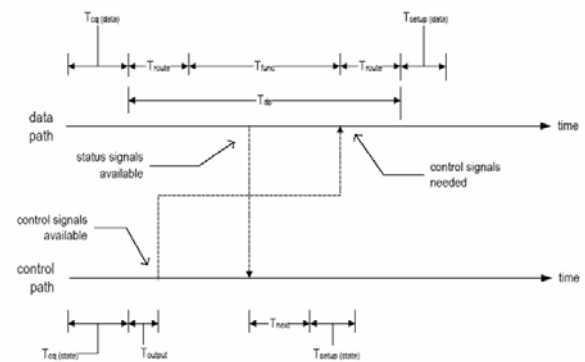 Tcq (data)
Tsetup (data)
Troute
Tfunc
Troute
Tdp
data
path
time
status signals
available
control signals
needed
control signals
available
control
path
time
Tnext
Tcq (state)
Toutput
Tsetup (state)